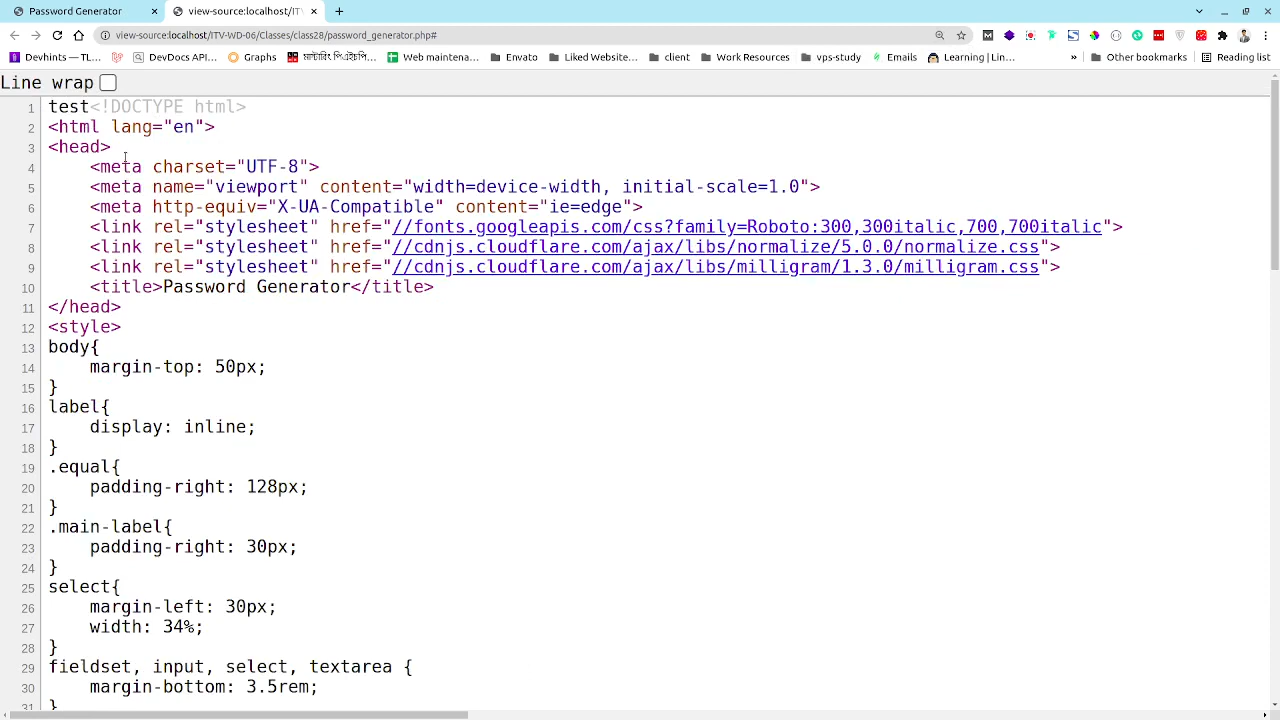 Password Generator
view-source:localhost/ITV
view-source:localhost/ITV-WD-06/Classes/class28/password_generator.php#
Devhints — TL...
DevDocs API...
Graphs
মাস্টারিং পিএইচপি...
Web maintena...
Envato
Liked Website...
client
Work Resources
vps-study
Emails
Learning | Lin...
»
Other bookmarks
Reading list
Line wrap
1 test<!DOCTYPE html>
2 <html lang="en">
3 <head>
4 <meta charset="UTF-8">
5 <meta name="viewport" content="width=device-width, initial-scale=1.0">
6 <meta http-equiv="X-UA-Compatible" content="ie=edge">
7 <link rel="stylesheet" href="//fonts.googleapis.com/css?family=Roboto:300,300italic,700,700italic">
8 <link rel="stylesheet" href="//cdnjs.cloudflare.com/ajax/libs/normalize/5.0.0/normalize.css">
9 <link rel="stylesheet" href="//cdnjs.cloudflare.com/ajax/libs/milligram/1.3.0/milligram.css">
10 <title>Password Generator</title>
11 </head>
12 <style>
13 body{
14 margin-top: 50px;
15 }
16 label{
17 display: inline;
18 }
19 .equal{
20 padding-right: 128px;
21 }
22 .main-label{
23 padding-right: 30px;
24 }
25 select{
26 margin-left: 30px;
27 width: 34%;
28 }
29 fieldset, input, select, textarea {
30 margin-bottom: 3.5rem;
31 }